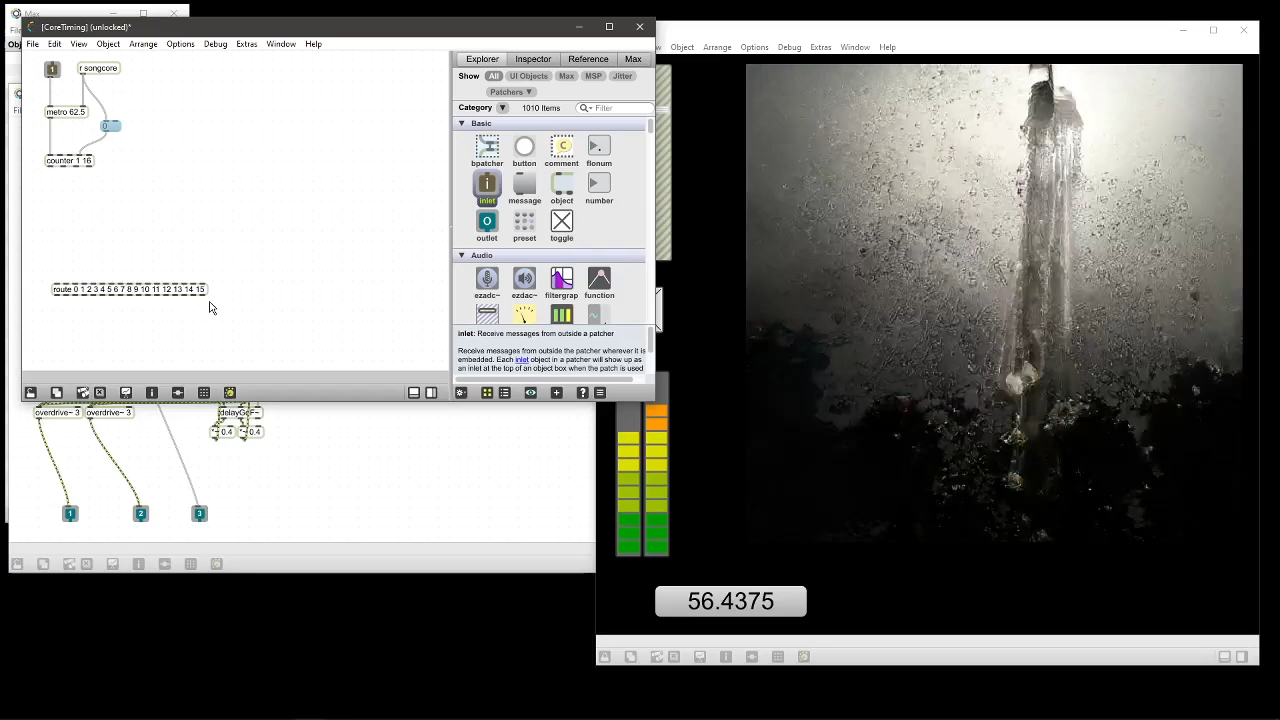 Max
File
Obj
Fil
[CoreTiming] (unlocked)*
File Edit View Object Arrange Options Debug Extras Window Help
r songcore
metro 62.5
0
counter 1 16
route 0 1 2 3 4 5 6 7 8 9 10 11 12 13 14 15
Explorer Inspector Reference Max
Show All UI Objects Max MSP Jitter
Patchers ▼
Category ▼ 1010 Items Filter
Basic
bpatcher button comment flonum
inlet message object number
outlet preset toggle
Audio
ezadc~ ezdac~ filtergrap function
inlet: Receive messages from outside a patcher
Receive messages from outside the patcher wherever it is
embedded. Each inlet object in a patcher will show up as
an inlet at the top of an object box when the patch is used
overdrive~ 3 overdrive~ 3
*~ 0.4 *~ 0.4
1 2 3
w Object Arrange Options Debug Extras Window Help
56.4375